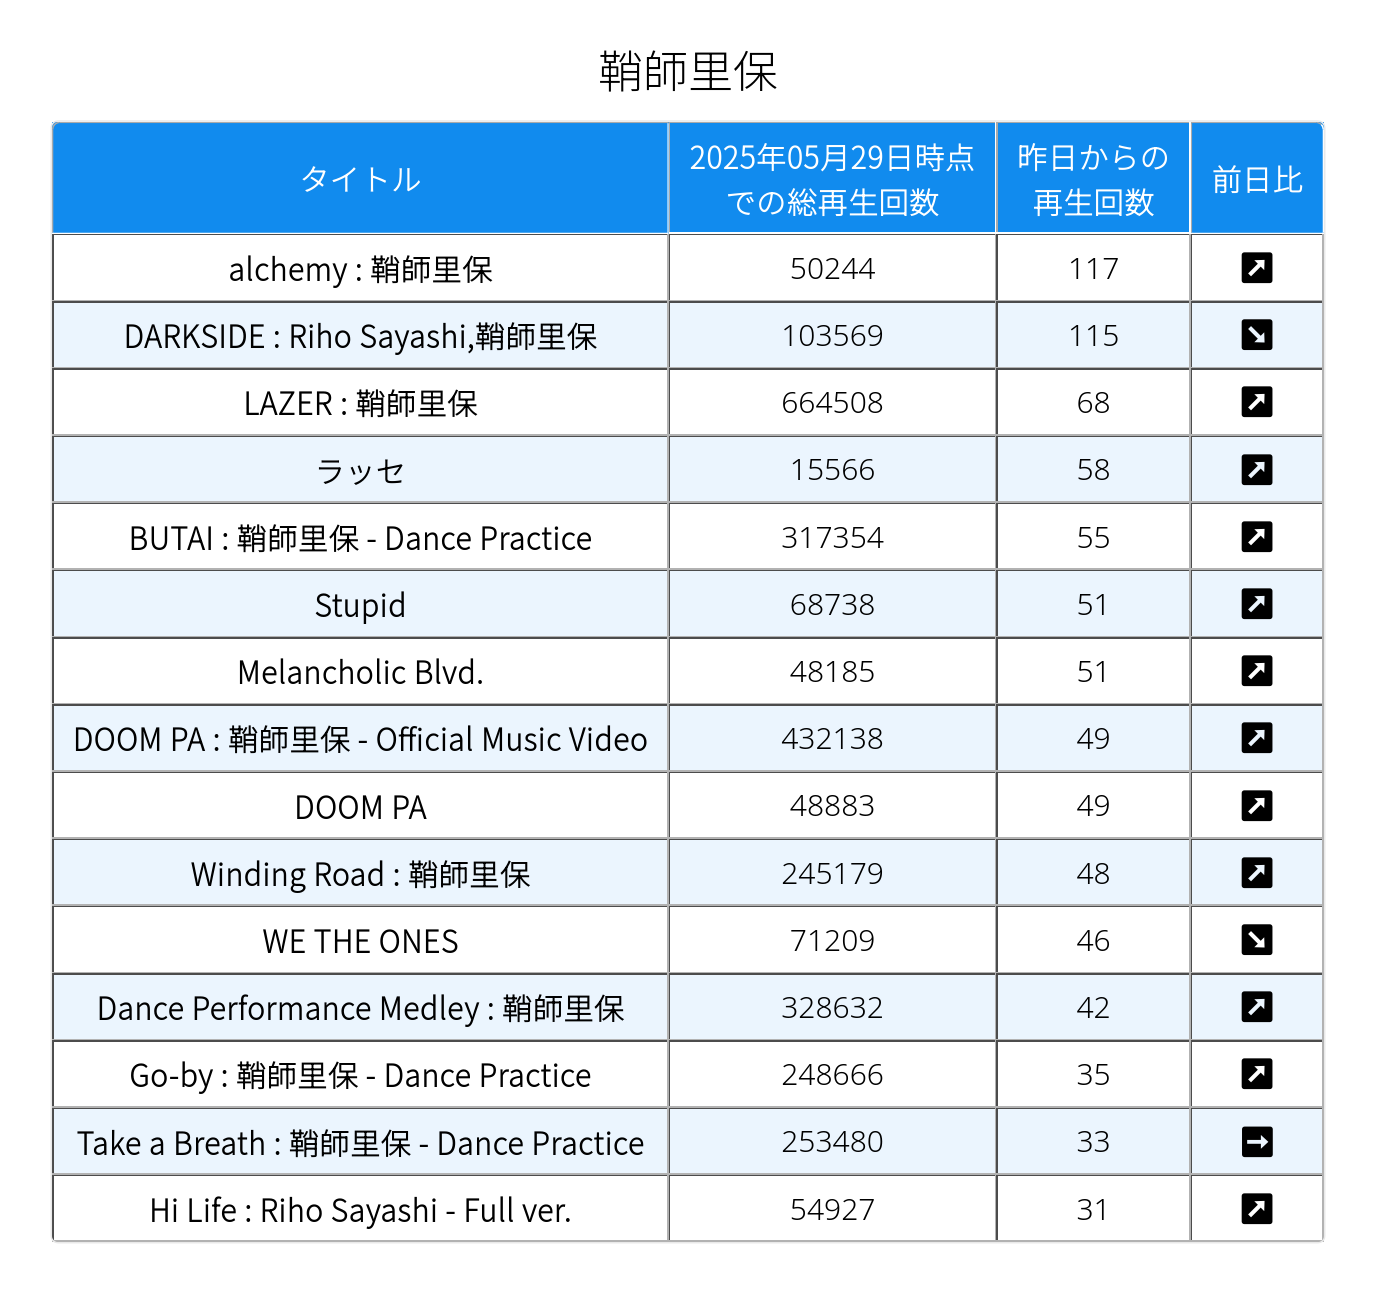 鞘師里保
タイトル 2025年05月29日時点での総再生回数 昨日からの再生回数 前日比
alchemy : 鞘師里保 50244 117 ↗
DARKSIDE : Riho Sayashi,鞘師里保 103569 115 ↘
LAZER : 鞘師里保 664508 68 ↗
ラッセ 15566 58 ↗
BUTAI : 鞘師里保 - Dance Practice 317354 55 ↗
Stupid 68738 51 ↗
Melancholic Blvd. 48185 51 ↗
DOOM PA : 鞘師里保 - Official Music Video 432138 49 ↗
DOOM PA 48883 49 ↗
Winding Road : 鞘師里保 245179 48 ↗
WE THE ONES 71209 46 ↘
Dance Performance Medley : 鞘師里保 328632 42 ↗
Go-by : 鞘師里保 - Dance Practice 248666 35 ↗
Take a Breath : 鞘師里保 - Dance Practice 253480 33 →
Hi Life : Riho Sayashi - Full ver. 54927 31 ↗